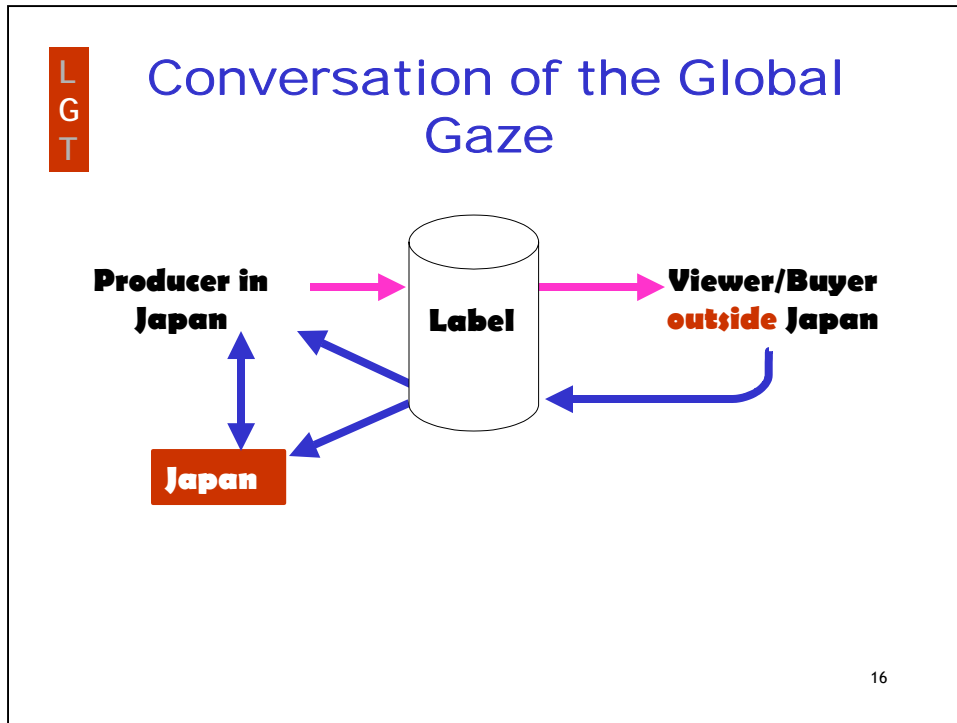 L
G
T
Conversation of the Global
Gaze
Producer in
Japan
Label
Viewer/Buyer
outside Japan
Japan
16